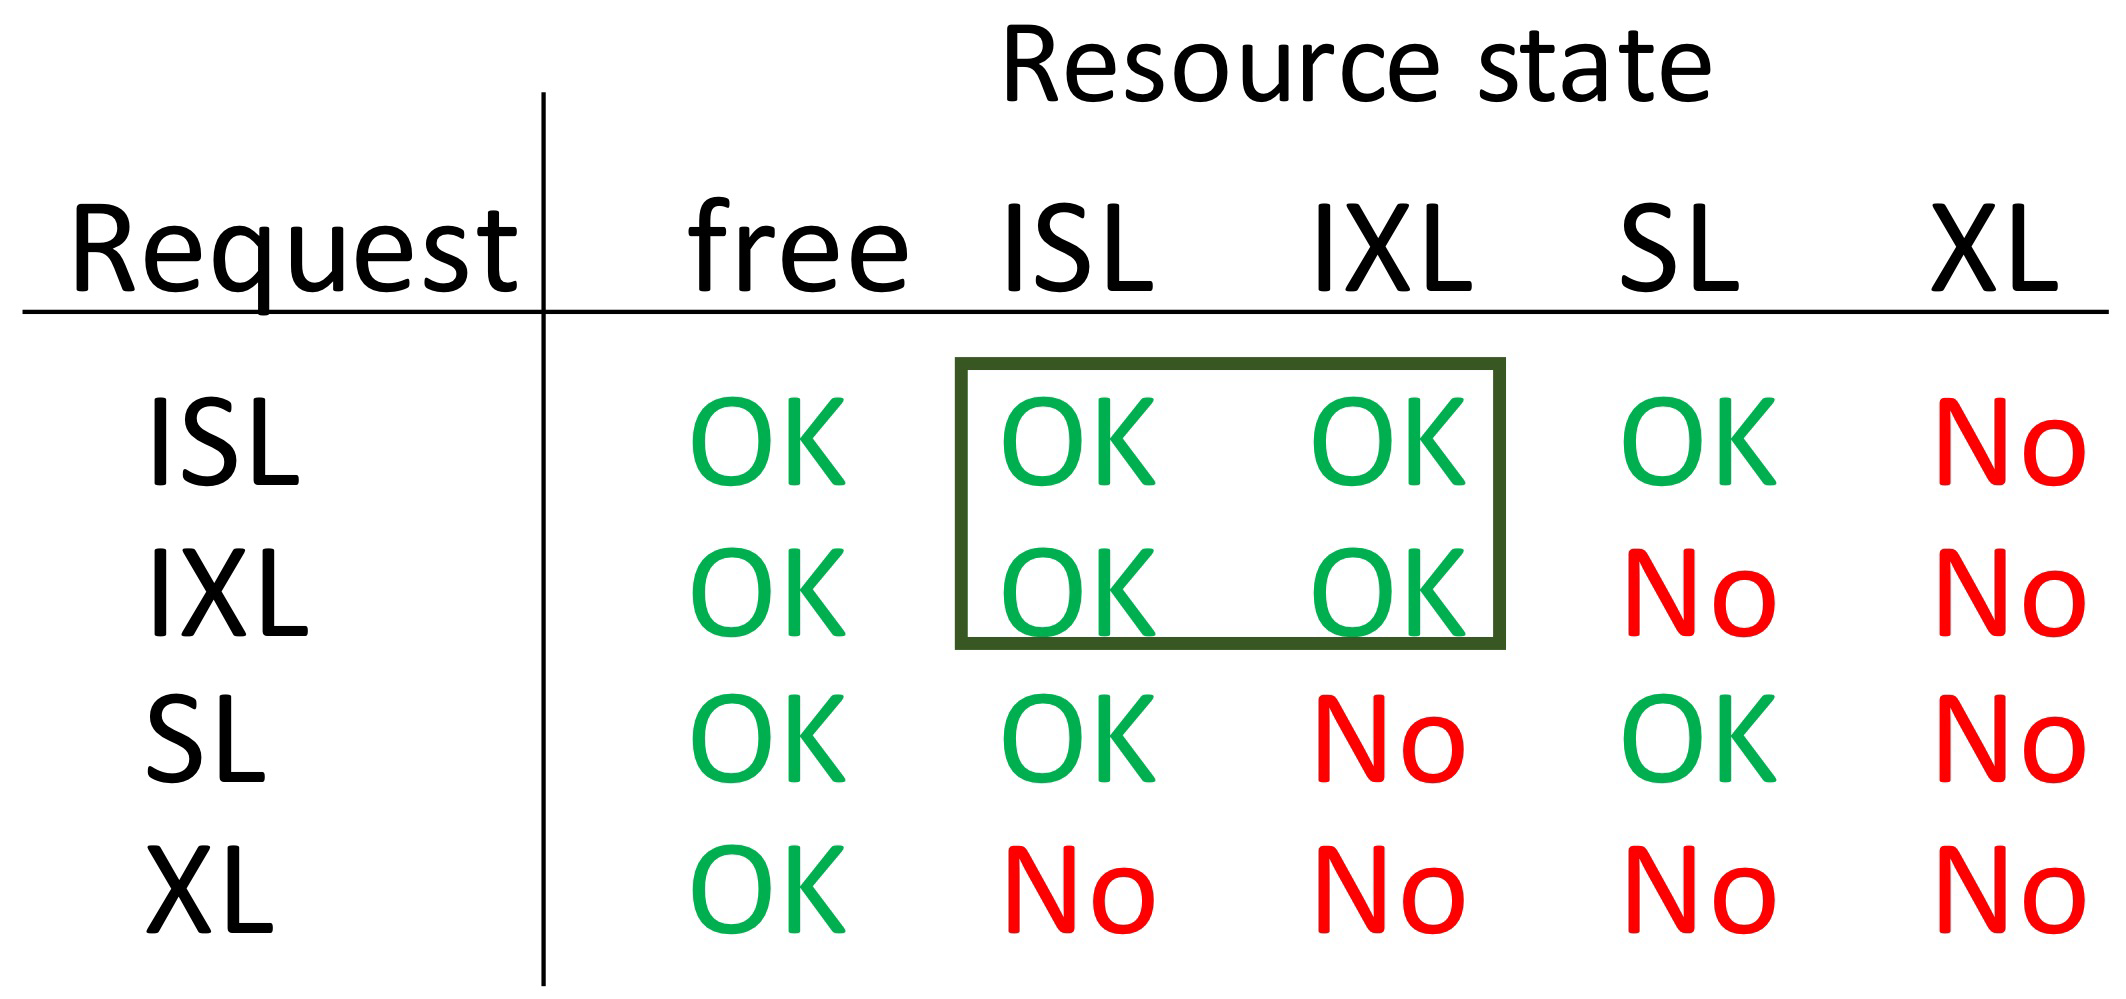 Resource state
Request free ISL IXL SL XL
ISL OK OK OK OK No
IXL OK OK OK No No
SL OK OK No OK No
XL OK No No No No